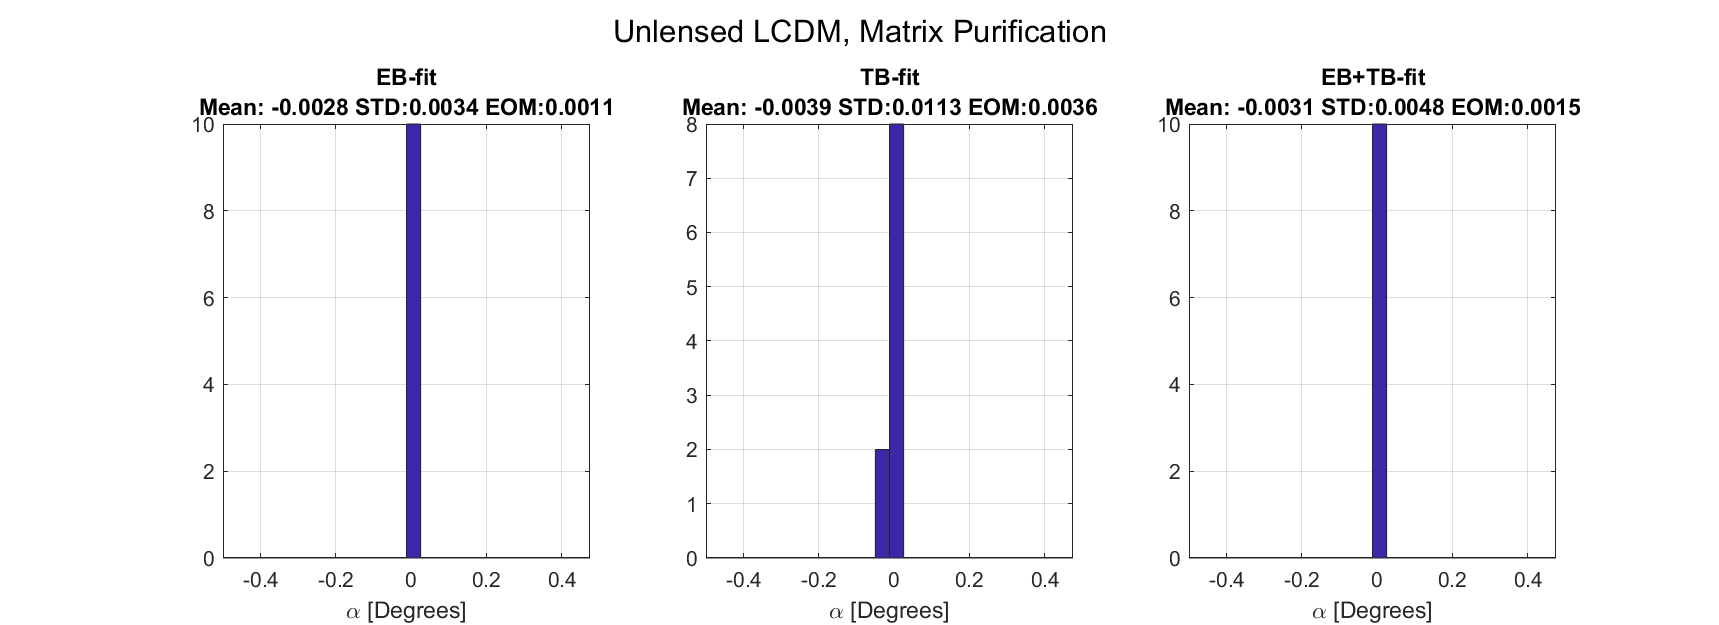 Unlensed LCDM, Matrix Purification
EB-fit
Mean: -0.0028 STD:0.0034 EOM:0.0011
10
8
6
4
2
0
-0.4 -0.2 0 0.2 0.4
α [Degrees]
TB-fit
Mean: -0.0039 STD:0.0113 EOM:0.0036
8
7
6
5
4
3
2
1
0
-0.4 -0.2 0 0.2 0.4
α [Degrees]
EB+TB-fit
Mean: -0.0031 STD:0.0048 EOM:0.0015
10
8
6
4
2
0
-0.4 -0.2 0 0.2 0.4
α [Degrees]